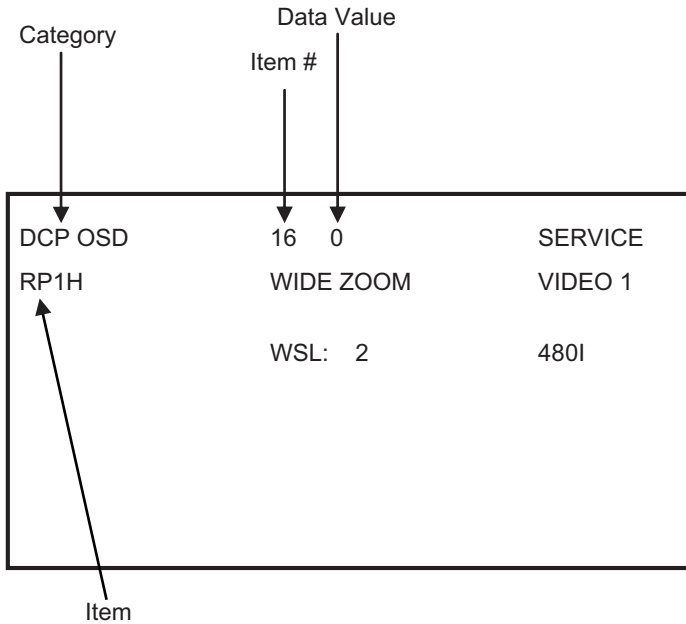 Data Value
Category
Item #
DCP OSD 16 0 SERVICE
RP1H WIDE ZOOM VIDEO 1
WSL: 2 480I
Item